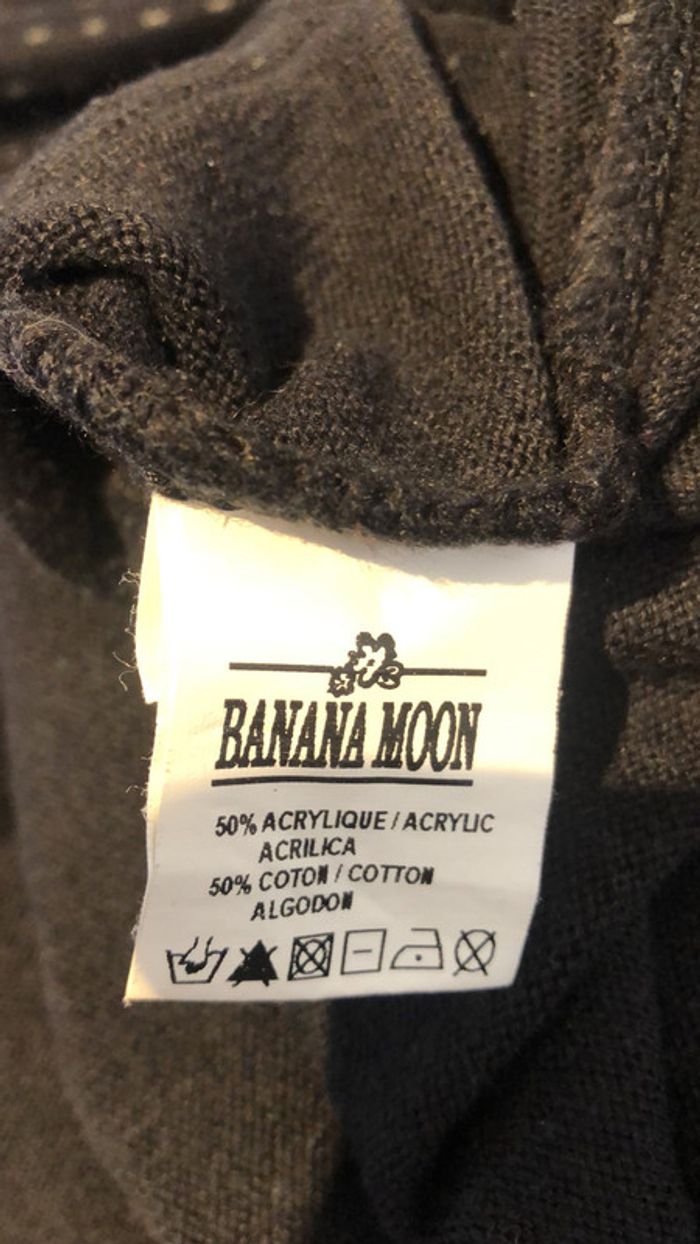 BANANA MOON
50% ACRYLIQUE / ACRYLIC
ACRILICA
50% COTON / COTTON
ALGODON